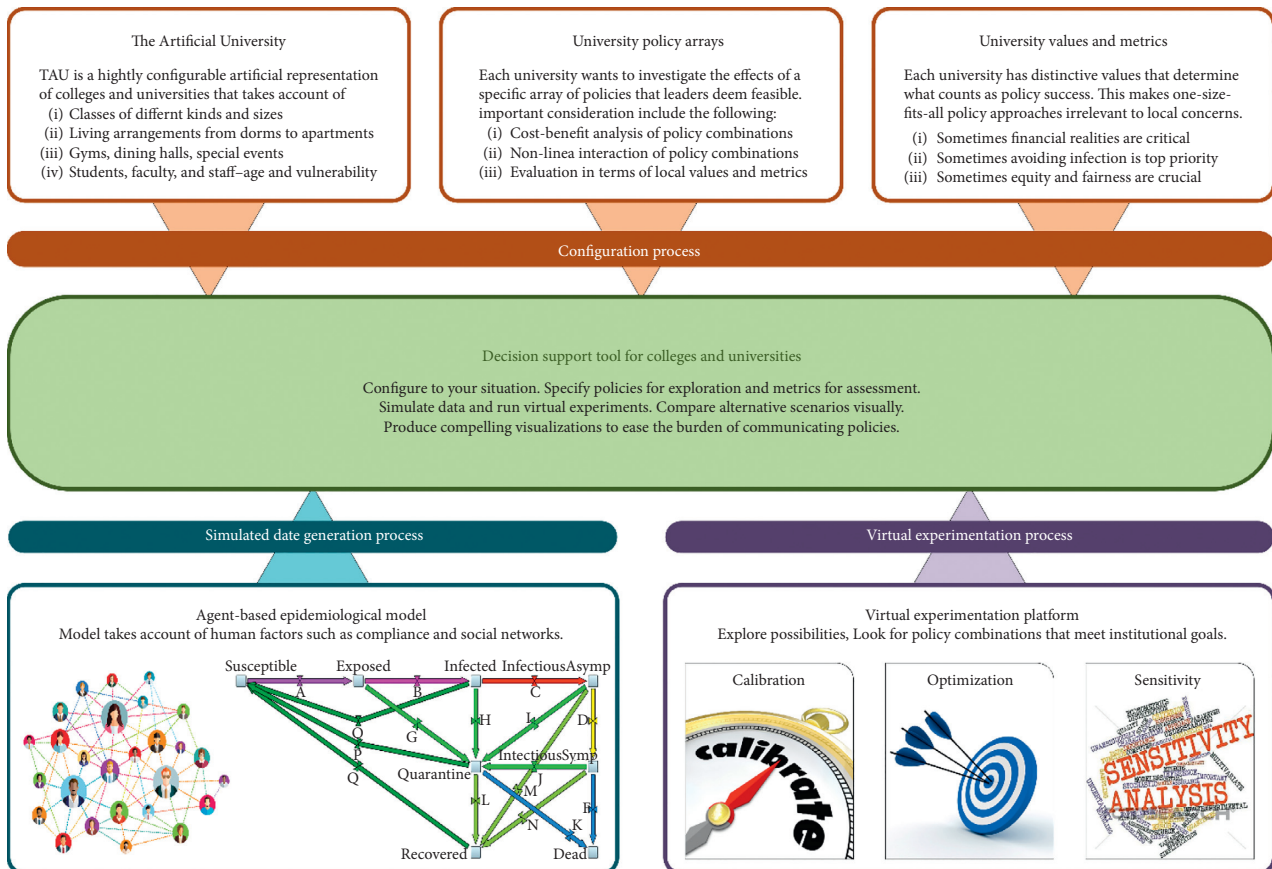 The Artificial University
TAU is a hightly configurable artificial representation
of colleges and universities that takes account of
(i) Classes of differnt kinds and sizes
(ii) Living arrangements from dorms to apartments
(iii) Gyms, dining halls, special events
(iv) Students, faculty, and staff–age and vulnerability
University policy arrays
Each university wants to investigate the effects of a
specific array of policies that leaders deem feasible.
important consideration include the following:
(i) Cost-benefit analysis of policy combinations
(ii) Non-linea interaction of policy combinations
(iii) Evaluation in terms of local values and metrics
University values and metrics
Each university has distinctive values that determine
what counts as policy success. This makes one-size-
fits-all policy approaches irrelevant to local concerns.
(i) Sometimes financial realities are critical
(ii) Sometimes avoiding infection is top priority
(iii) Sometimes equity and fairness are crucial
Configuration process
Decision support tool for colleges and universities
Configure to your situation. Specify policies for exploration and metrics for assessment.
Simulate data and run virtual experiments. Compare alternative scenarios visually.
Produce compelling visualizations to ease the burden of communicating policies.
Simulated date generation process
Virtual experimentation process
Agent-based epidemiological model
Model takes account of human factors such as compliance and social networks.
Susceptible Exposed Infected InfectiousAsymp
A B C
O G H I D
P
Quarantine IntectiousSymp
Q M J
L N K
Recovered Dead
Virtual experimentation platform
Explore possibilities, Look for policy combinations that meet institutional goals.
Calibration
calibrate
Optimization
Sensitivity
SENSITIVITY
ANALYSIS